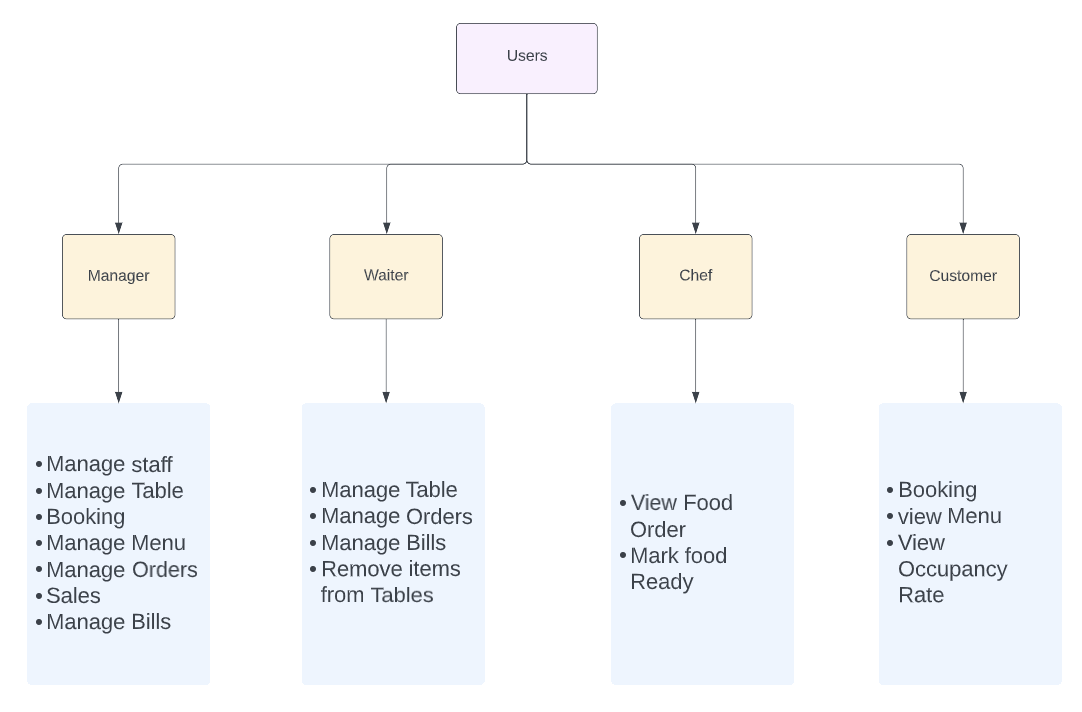 Users
Manager
Waiter
Chef
Customer
• Manage staff
• Manage Table
• Booking
• Manage Menu
• Manage Orders
• Sales
• Manage Bills
• Manage Table
• Manage Orders
• Manage Bills
• Remove items
from Tables
• View Food
Order
• Mark food
Ready
• Booking
• view Menu
• View
Occupancy
Rate